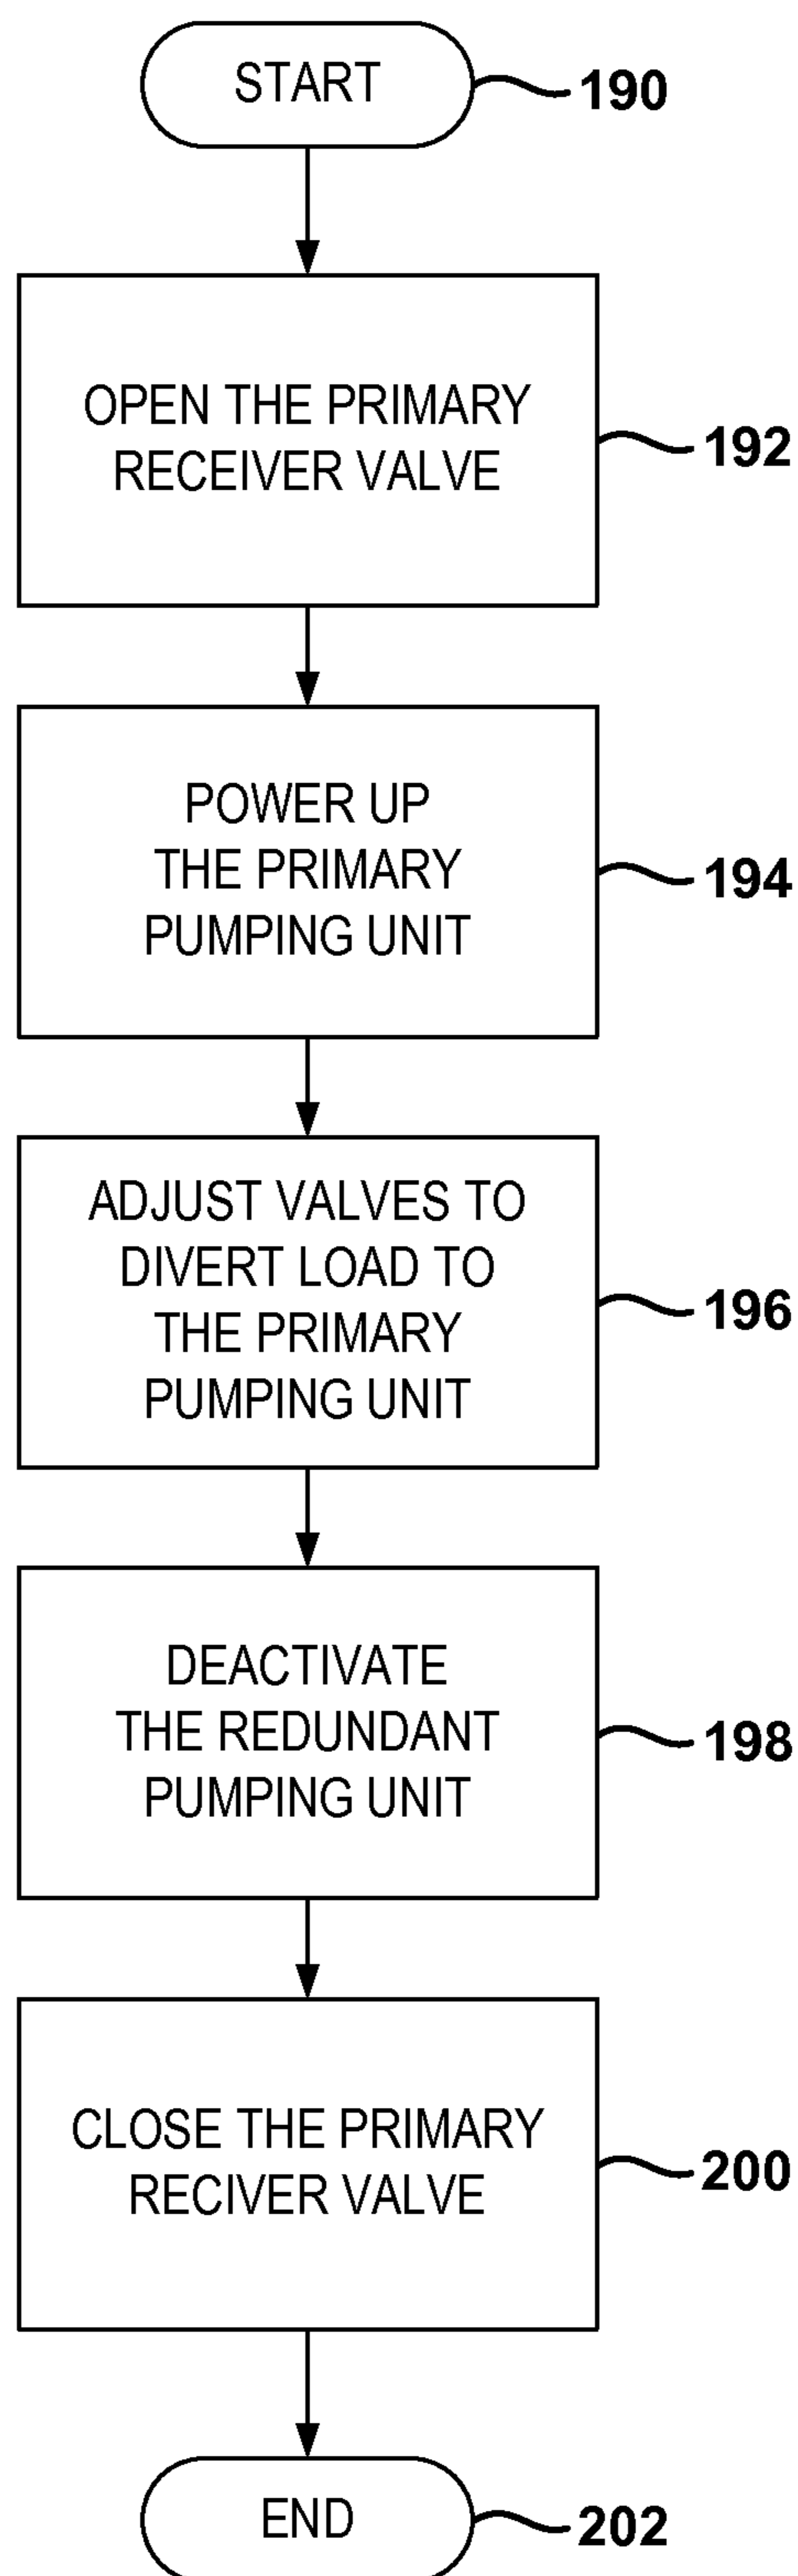 START
190
OPEN THE PRIMARY
RECEIVER VALVE
192
POWER UP
THE PRIMARY
PUMPING UNIT
194
ADJUST VALVES TO
DIVERT LOAD TO
THE PRIMARY
PUMPING UNIT
196
DEACTIVATE
THE REDUNDANT
PUMPING UNIT
198
CLOSE THE PRIMARY
RECIVER VALVE
200
END
202